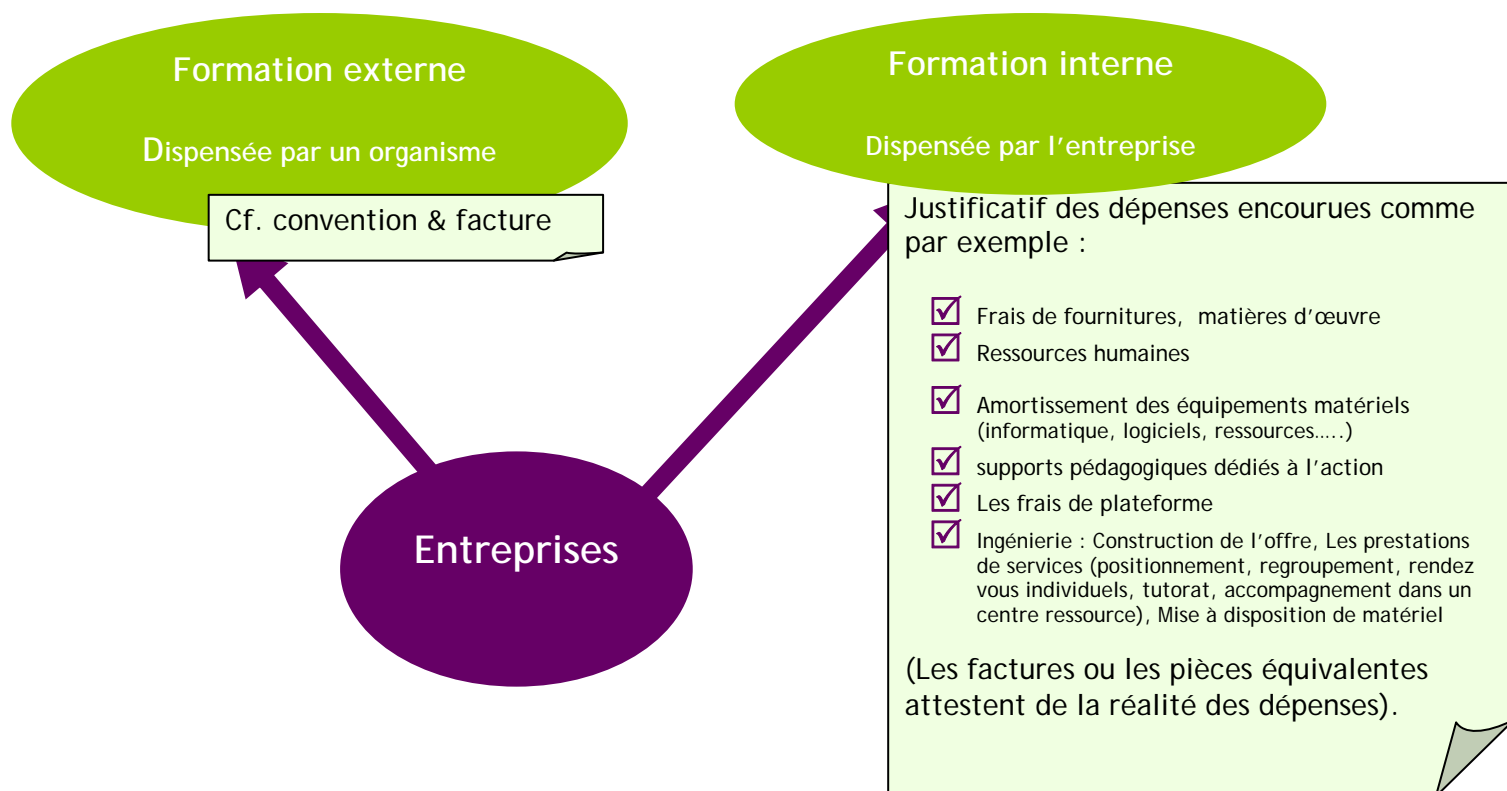 Formation externe
Dispensée par un organisme
Cf. convention & facture
Formation interne
Dispensée par l'entreprise
Justificatif des dépenses encourues comme
par exemple :
Frais de fournitures, matières d'œuvre
Ressources humaines
Amortissement des équipements matériels
(informatique, logiciels, ressources…..)
supports pédagogiques dédiés à l'action
Les frais de plateforme
Ingénierie : Construction de l'offre, Les prestations
de services (positionnement, regroupement, rendez
vous individuels, tutorat, accompagnement dans un
centre ressource), Mise à disposition de matériel
(Les factures ou les pièces équivalentes
attestent de la réalité des dépenses).
Entreprises